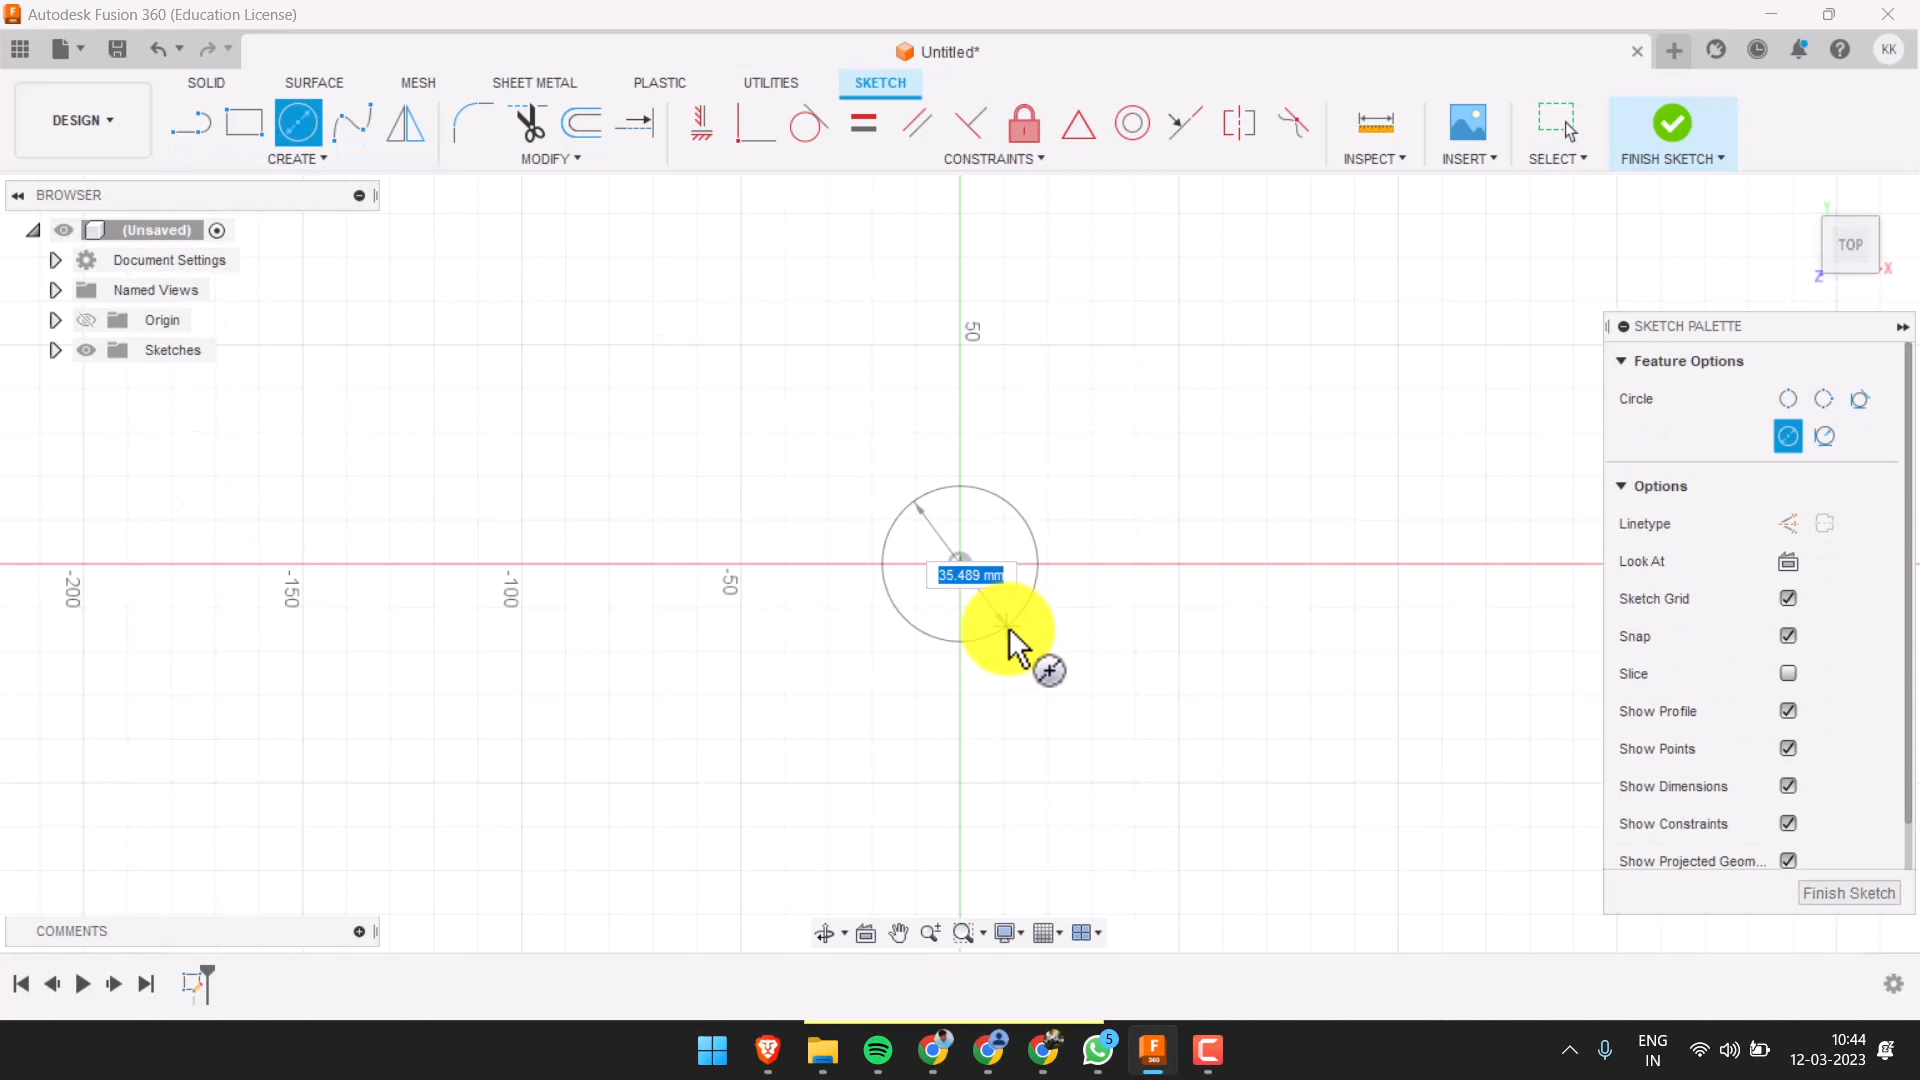 Autodesk Fusion 360 (Education License)
Untitled*
KK
DESIGN
SOLID
SURFACE
MESH
SHEET METAL
PLASTIC
UTILITIES
SKETCH
CREATE
MODIFY
CONSTRAINTS
INSPECT
INSERT
SELECT
FINISH SKETCH
BROWSER
(Unsaved)
Document Settings
Named Views
Origin
Sketches
TOP
Y
X
Z
50
-200
-150
-100
-50
35.489 mm
SKETCH PALETTE
Feature Options
Circle
Options
Linetype
Look At
Sketch Grid
Snap
Slice
Show Profile
Show Points
Show Dimensions
Show Constraints
Show Projected Geom...
Finish Sketch
COMMENTS
5
F
360
ENG
IN
10:44
12-03-2023